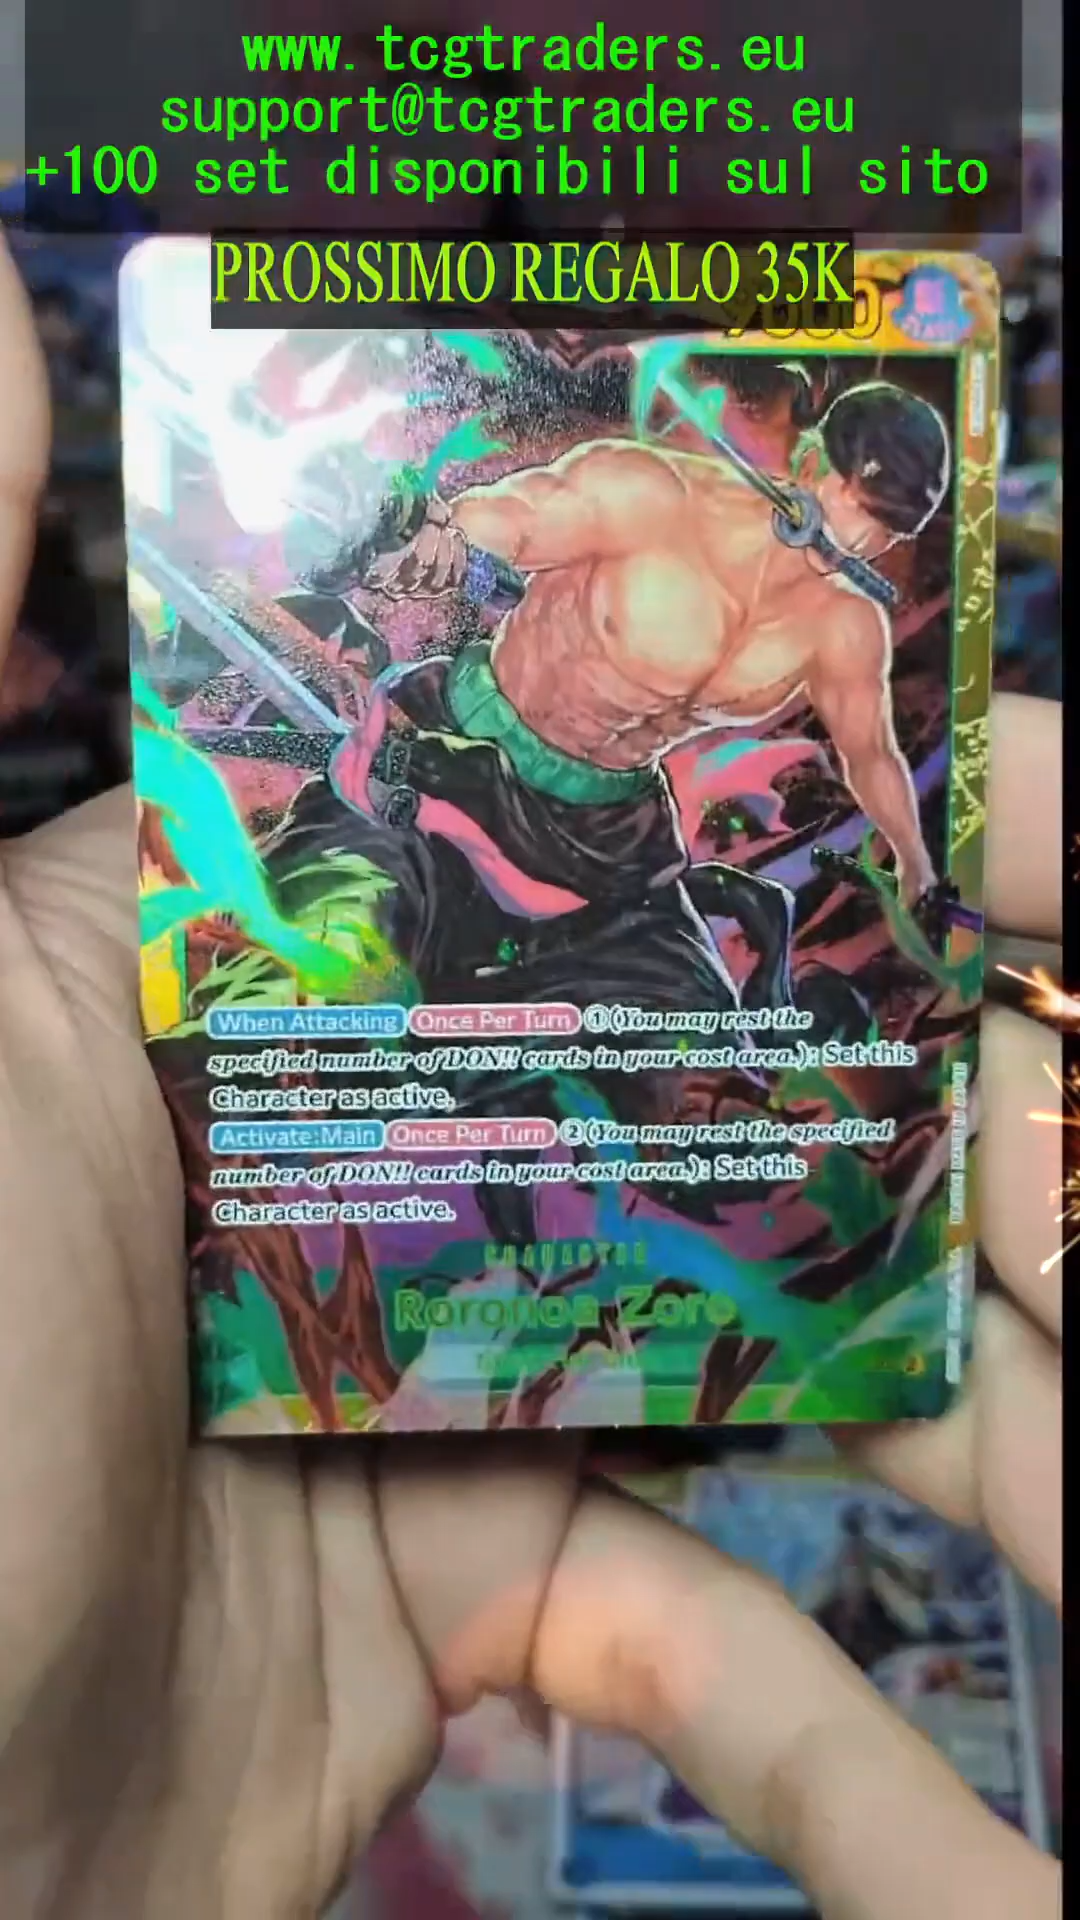 www.tcgtraders.eu
support@tcgtraders.eu
+100 set disponibili sul sito
PROSSIMO REGALO 35K
9000
When Attacking Once Per Turn ①(You may rest the
specified number of DON!! cards in your cost area.): Set this
Character as active.
Activate:Main Once Per Turn ②(You may rest the specified
number of DON!! cards in your cost area.): Set this
Character as active.
CHARACTER
Roronoa Zoro